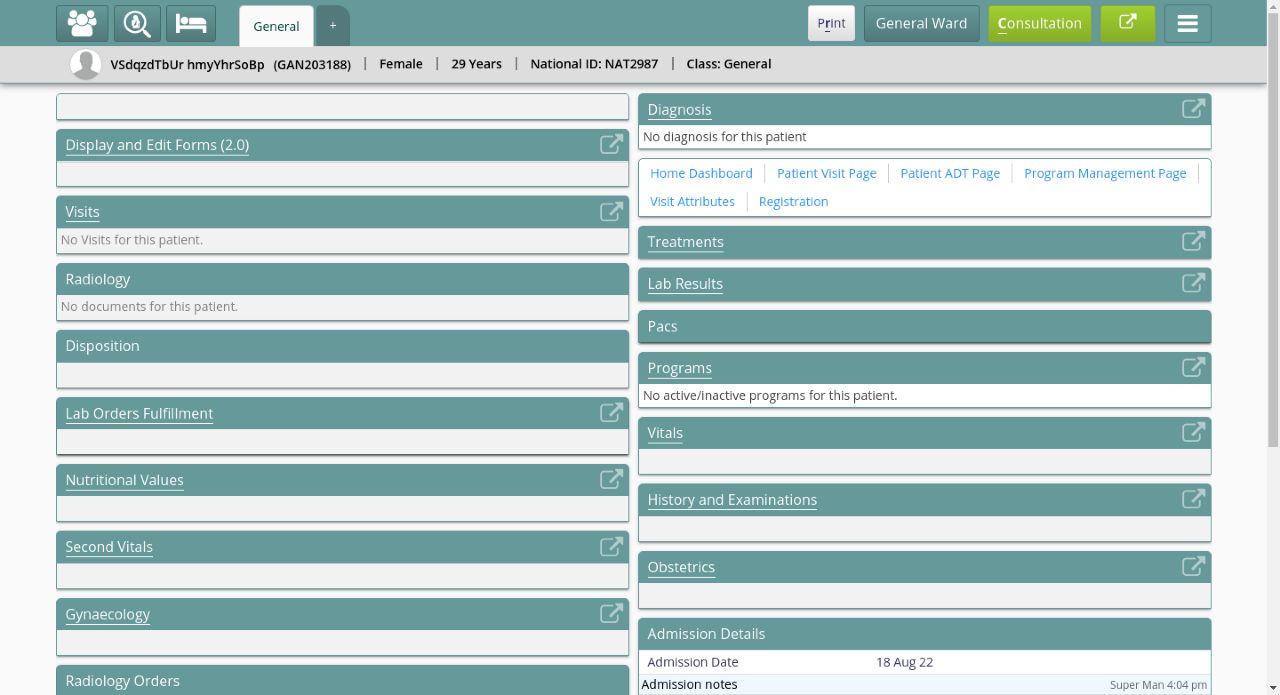 General
+
Print
General Ward
Consultation
VSdqzdTbUr hmyYhrSoBp (GAN203188) | Female | 29 Years | National ID: NAT2987 | Class: General
Display and Edit Forms (2.0)
Visits
No Visits for this patient.
Radiology
No documents for this patient.
Disposition
Lab Orders Fulfillment
Nutritional Values
Second Vitals
Gynaecology
Radiology Orders
Diagnosis
No diagnosis for this patient
Home Dashboard
Patient Visit Page
Patient ADT Page
Program Management Page
Visit Attributes
Registration
Treatments
Lab Results
Pacs
Programs
No active/inactive programs for this patient.
Vitals
History and Examinations
Obstetrics
Admission Details
Admission Date 18 Aug 22
Admission notes Super Man 4:04 pm